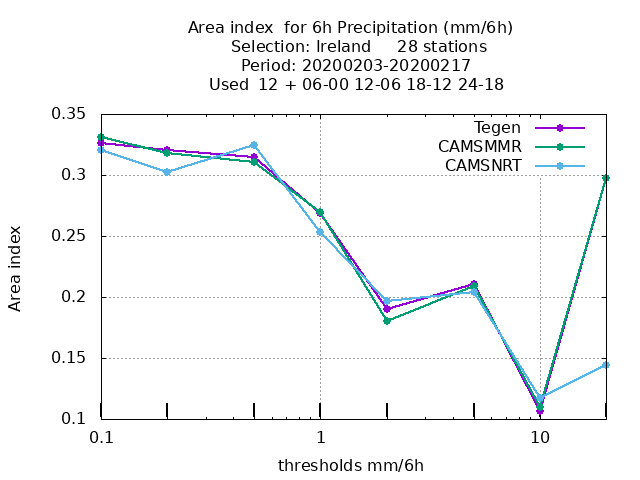 Area index  for 6h Precipitation (mm/6h)
Selection: Ireland     28 stations
Period: 20200203-20200217
Used  12 + 06-00 12-06 18-12 24-18
Tegen
CAMSMMR
CAMSNRT
0.35
0.3
0.25
0.2
0.15
0.1
Area index
0.1
1
10
thresholds mm/6h